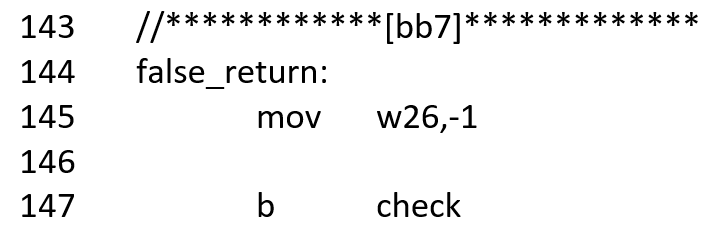 143 //************[bb7]*************
144 false_return:
145 mov w26,-1
146
147 b check